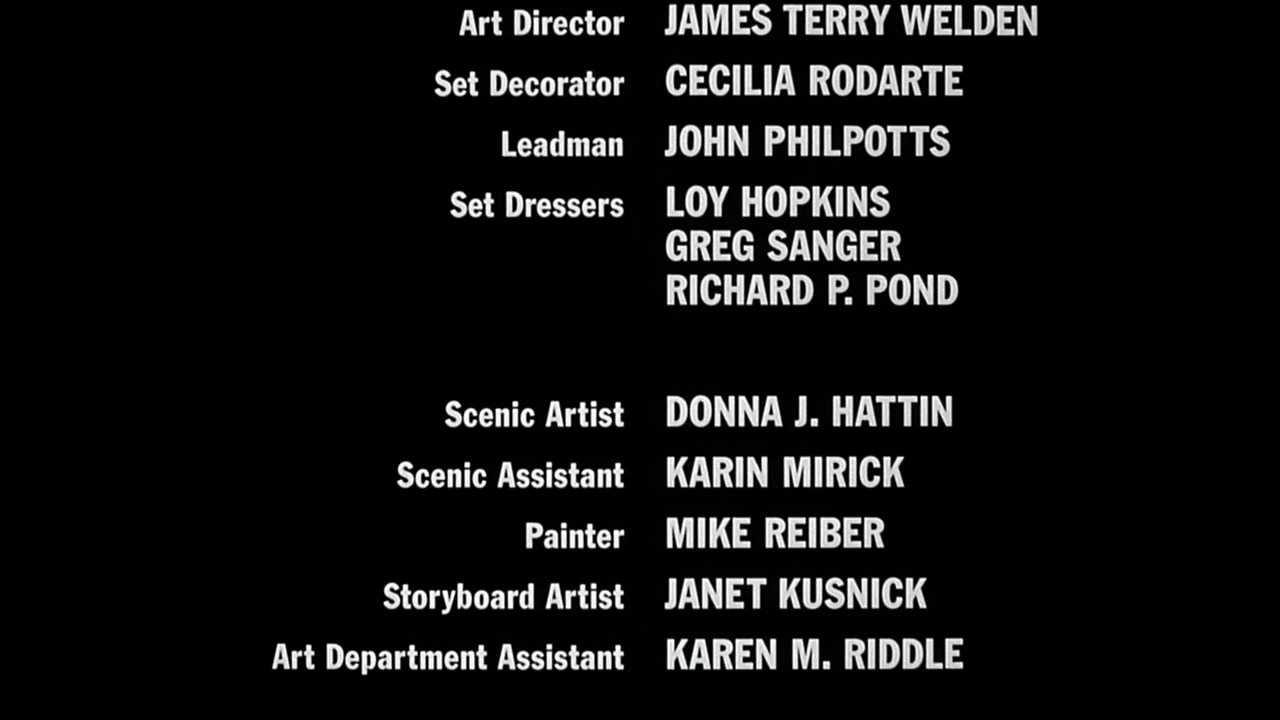 Art Director JAMES TERRY WELDEN
Set Decorator CECILIA RODARTE
Leadman JOHN PHILPOTTS
Set Dressers LOY HOPKINS
GREG SANGER
RICHARD P. POND
Scenic Artist DONNA J. HATTIN
Scenic Assistant KARIN MIRICK
Painter MIKE REIBER
Storyboard Artist JANET KUSNICK
Art Department Assistant KAREN M. RIDDLE